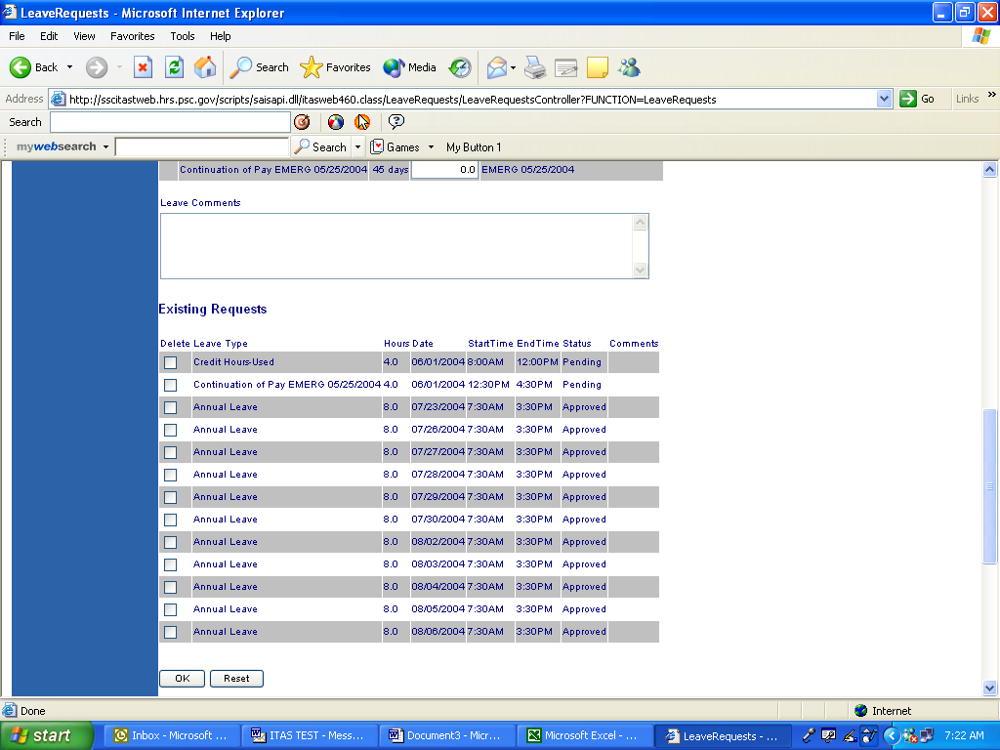 LeaveRequests - Microsoft Internet Explorer
File Edit View Favorites Tools Help
Back Search Favorites Media
Address http://sscitastweb.hrs.psc.gov/scripts/saisapi.dll/itasweb460.class/LeaveRequests/LeaveRequestsController?FUNCTION=LeaveRequests Go Links »
Search
mywebsearch Search Games My Button 1
Continuation of Pay EMERG 05/25/2004 45 days 0.0 EMERG 05/25/2004
Leave Comments
Existing Requests
Delete Leave Type Hours Date StartTime EndTime Status Comments
Credit Hours-Used 4.0 06/01/2004 8:00AM 12:00PM Pending
Continuation of Pay EMERG 05/25/2004 4.0 06/01/2004 12:30PM 4:30PM Pending
Annual Leave 8.0 07/23/2004 7:30AM 3:30PM Approved
Annual Leave 8.0 07/26/2004 7:30AM 3:30PM Approved
Annual Leave 8.0 07/27/2004 7:30AM 3:30PM Approved
Annual Leave 8.0 07/28/2004 7:30AM 3:30PM Approved
Annual Leave 8.0 07/29/2004 7:30AM 3:30PM Approved
Annual Leave 8.0 07/30/2004 7:30AM 3:30PM Approved
Annual Leave 8.0 08/02/2004 7:30AM 3:30PM Approved
Annual Leave 8.0 08/03/2004 7:30AM 3:30PM Approved
Annual Leave 8.0 08/04/2004 7:30AM 3:30PM Approved
Annual Leave 8.0 08/05/2004 7:30AM 3:30PM Approved
Annual Leave 8.0 08/06/2004 7:30AM 3:30PM Approved
OK Reset
Done Internet
start Inbox - Microsoft ... ITAS TEST - Mess... Document3 - Micr... Microsoft Excel - ... LeaveRequests - ... 7:22 AM